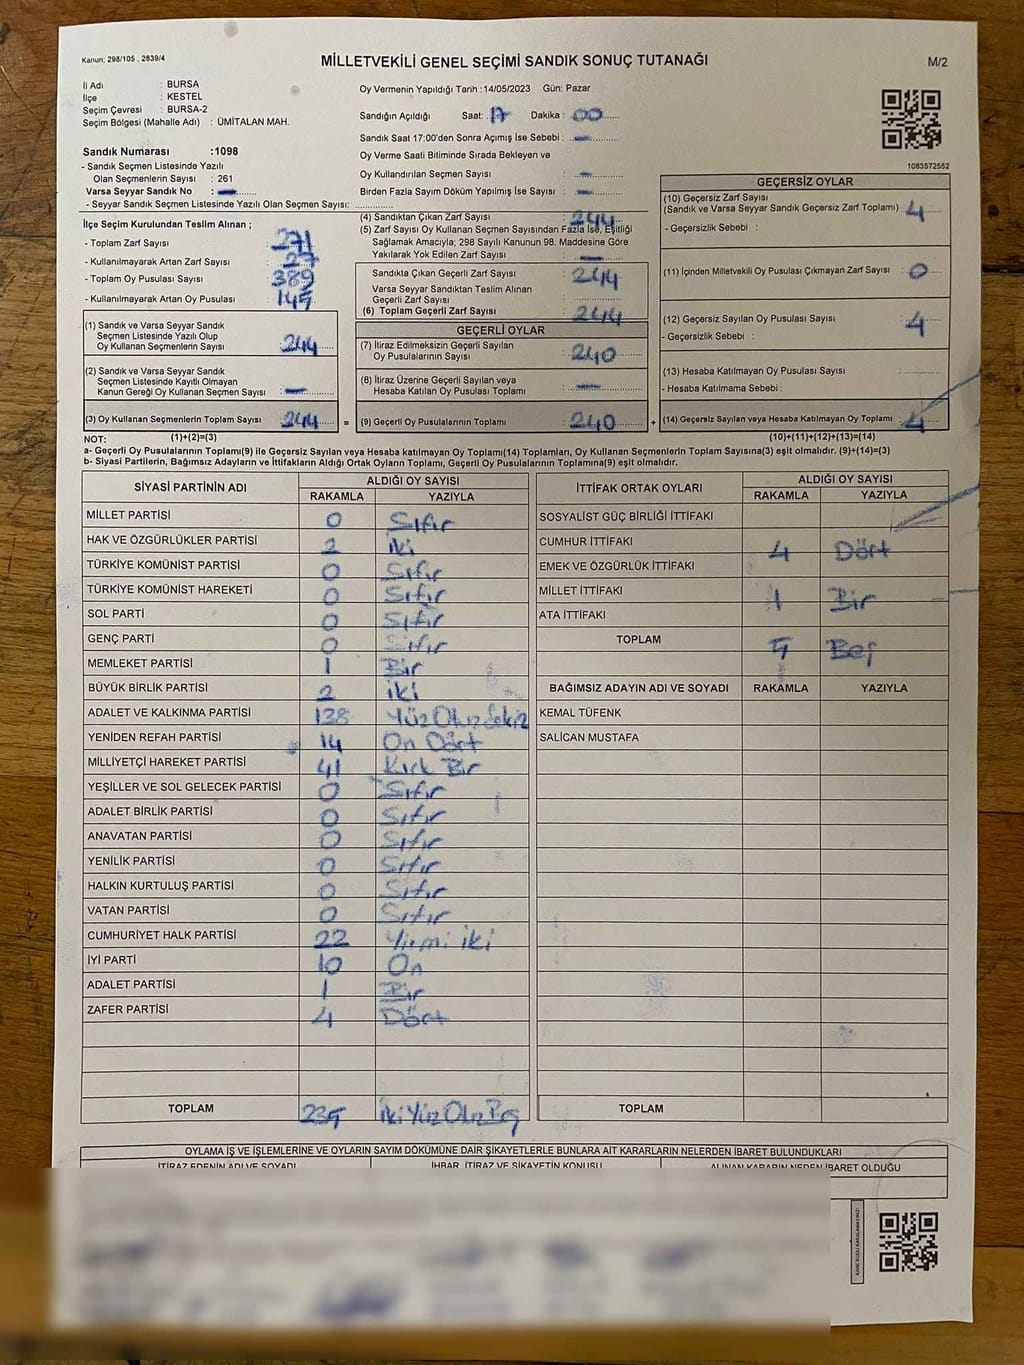 Kanun: 298/105 , 2839/4
MİLLETVEKİLİ GENEL SEÇİMİ SANDIK SONUÇ TUTANAĞI
M/2
İl Adı : BURSA
İlçe : KESTEL
Seçim Çevresi : BURSA-2
Seçim Bölgesi (Mahalle Adı) : ÜMİTALAN MAH.
Sandık Numarası :1098
- Sandık Seçmen Listesinde Yazılı
Olan Seçmenlerin Sayısı : 261
Varsa Seyyar Sandık No : —
- Seyyar Sandık Seçmen Listesinde Yazılı Olan Seçmen Sayısı:
Oy Vermenin Yapıldığı Tarih :14/05/2023 Gün: Pazar
Sandığın Açıldığı Saat: 17 Dakika : 00
Sandık Saat 17:00'den Sonra Açımış İse Sebebi : —
Oy Verme Saati Bitiminde Sırada Bekleyen ve
Oy Kullandırılan Seçmen Sayısı : —
Birden Fazla Sayım Döküm Yapılmış İse Sayısı : —
1083572552
İlçe Seçim Kurulundan Teslim Alınan ;
- Toplam Zarf Sayısı : 271
- Kullanılmayarak Artan Zarf Sayısı : 27
- Toplam Oy Pusulası Sayısı : 389
- Kullanılmayarak Artan Oy Pusulası : 145
(1) Sandık ve Varsa Seyyar Sandık
Seçmen Listesinde Yazılı Olup
Oy Kullanan Seçmenlerin Sayısı : 244
(2) Sandık ve Varsa Seyyar Sandık
Seçmen Listesinde Kayıtlı Olmayan
Kanun Gereği Oy Kullanan Seçmen Sayısı : —
(3) Oy Kullanan Seçmenlerin Toplam Sayısı : 244 =
(4) Sandıktan Çıkan Zarf Sayısı : 244
(5) Zarf Sayısı Oy Kullanan Seçmen Sayısından Fazla İse, Eşitliği
Sağlamak Amacıyla; 298 Sayılı Kanunun 98. Maddesine Göre
Yakılarak Yok Edilen Zarf Sayısı : —
Sandıkta Çıkan Geçerli Zarf Sayısı : 244
Varsa Seyyar Sandıktan Teslim Alınan
Geçerli Zarf Sayısı :
(6) Toplam Geçerli Zarf Sayısı : 244
GEÇERLİ OYLAR
(7) İtiraz Edilmeksizin Geçerli Sayılan
Oy Pusulalarının Sayısı : 240
(8) İtiraz Üzerine Geçerli Sayılan veya
Hesaba Katılan Oy Pusulası Toplamı : —
(9) Geçerli Oy Pusulalarının Toplamı : 240 +
GEÇERSİZ OYLAR
(10) Geçersiz Zarf Sayısı
(Sandık ve Varsa Seyyar Sandık Geçersiz Zarf Toplamı) : 4
- Geçersizlik Sebebi :
(11) İçinden Milletvekili Oy Pusulası Çıkmayan Zarf Sayısı : 0
(12) Geçersiz Sayılan Oy Pusulası Sayısı : 4
- Geçersizlik Sebebi :
(13) Hesaba Katılmayan Oy Pusulası Sayısı :
- Hesaba Katılmama Sebebi :
(14) Geçersiz Sayılan veya Hesaba Katılmayan Oy Toplamı : 4
NOT: (1)+(2)=(3) (10)+(11)+(12)+(13)=(14)
a- Geçerli Oy Pusulaları Toplamı(9) ile Geçersiz Sayılan veya Hesaba katılmayan Oy Toplamı(14) Toplamları, Oy Kullanan Seçmenlerin Toplam Sayısına(3) eşit olmalıdır. (9)+(14)=(3)
b- Siyasi Partilerin, Bağımsız Adayların ve İttifakların Aldığı Ortak Oyların Toplamı, Geçerli Oy Pusulalarının Toplamına(9) eşit olmalıdır.
SİYASİ PARTİNİN ADI ALDIĞI OY SAYISI
RAKAMLA YAZIYLA
MİLLET PARTİSİ 0 Sıfır
HAK VE ÖZGÜRLÜKLER PARTİSİ 2 iki
TÜRKİYE KOMÜNİST PARTİSİ 0 Sıfır
TÜRKİYE KOMÜNİST HAREKETİ 0 Sıfır
SOL PARTİ 0 Sıfır
GENÇ PARTİ 0 Sıfır
MEMLEKET PARTİSİ 1 Bir
BÜYÜK BİRLİK PARTİSİ 2 iki
ADALET VE KALKINMA PARTİSİ 138 Yüz Otuz Sekiz
YENİDEN REFAH PARTİSİ 14 On Dört
MİLLİYETÇİ HAREKET PARTİSİ 41 Kırk Bir
YEŞİLLER VE SOL GELECEK PARTİSİ 0 Sıfır
ADALET BİRLİK PARTİSİ 0 Sıfır
ANAVATAN PARTİSİ 0 Sıfır
YENİLİK PARTİSİ 0 Sıfır
HALKIN KURTULUŞ PARTİSİ 0 Sıfır
VATAN PARTİSİ 0 Sıfır
CUMHURİYET HALK PARTİSİ 22 Yirmi iki
İYİ PARTİ 10 On
ADALET PARTİSİ 1 Bir
ZAFER PARTİSİ 4 Dört
TOPLAM 235 İki Yüz Otuz Beş
İTTİFAK ORTAK OYLARI ALDIĞI OY SAYISI
RAKAMLA YAZIYLA
SOSYALİST GÜÇ BİRLİĞİ İTTİFAKI
CUMHUR İTTİFAKI 4 Dört
EMEK VE ÖZGÜRLÜK İTTİFAKI
MİLLET İTTİFAKI 1 Bir
ATA İTTİFAKI
TOPLAM 5 Beş
BAĞIMSIZ ADAYIN ADI VE SOYADI RAKAMLA YAZIYLA
KEMAL TÜFENK
SALİCAN MUSTAFA
TOPLAM
OYLAMA İŞ VE İŞLEMLERİNE VE OYLARIN SAYIM DÖKÜMÜNE DAİR ŞİKAYETLERLE BUNLARA AİT KARARLARIN NELERDEN İBARET BULUNDUKLARI
İTİRAZ EDENİN ADI VE SOYADI İHBAR, İTİRAZ VE ŞİKAYETİN KONUSU ALINAN KARARIN NEDEN İBARET OLDUĞU